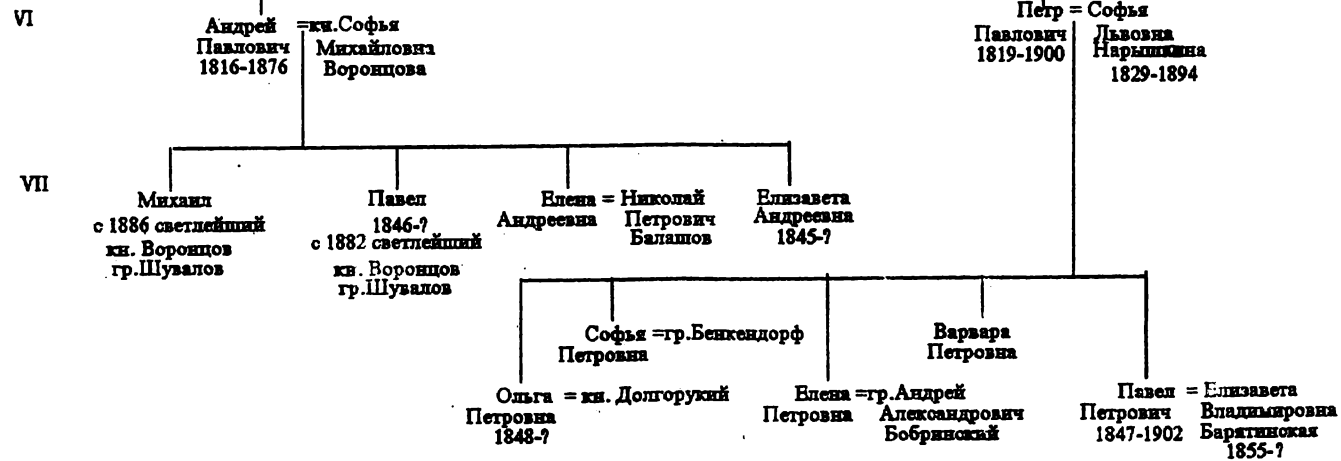 VI
Андрей =кн.Софья
Павлович Михайловна
1816-1876 Воронцова
Петр = Софья
Павлович Львовна
1819-1900 Нарышкина
1829-1894
VII
Михаил
с 1886 светлейший
кн. Воронцов
гр.Шувалов
Павел
1846-?
с 1882 светлейший
кн. Воронцов
гр.Шувалов
Елена = Николай
Андреевна Петрович
Балашов
Елизавета
Андреевна
1845-?
Софья =гр.Бенкендорф
Петровна
Варвара
Петровна
Ольга = кн. Долгорукий
Петровна
1848-?
Елена =гр.Андрей
Петровна Александрович
Бобринский
Павел = Елизавета
Петрович Владимировна
1847-1902 Барятинская
1855-?